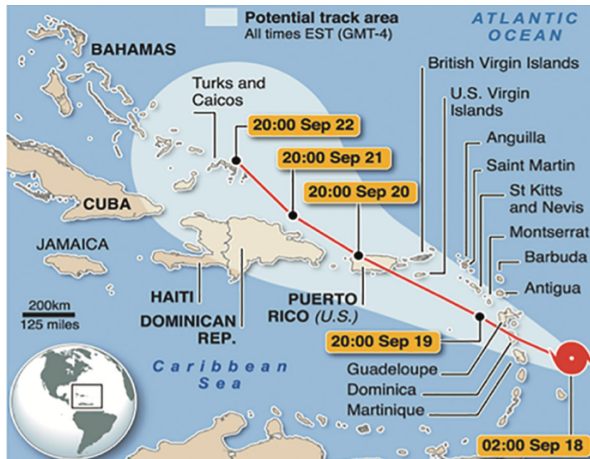 Potential track area
All times EST (GMT-4)
ATLANTIC
OCEAN
BAHAMAS
Turks and
Caicos
British Virgin Islands
U.S. Virgin
Islands
20:00 Sep 22
20:00 Sep 21
20:00 Sep 20
Anguilla
Saint Martin
St Kitts
and Nevis
Montserrat
Barbuda
Antigua
CUBA
JAMAICA
200km
125 miles
HAITI
DOMINICAN
REP.
PUERTO
RICO (U.S.)
20:00 Sep 19
Caribbean
Sea
Guadeloupe
Dominica
Martinique
02:00 Sep 18